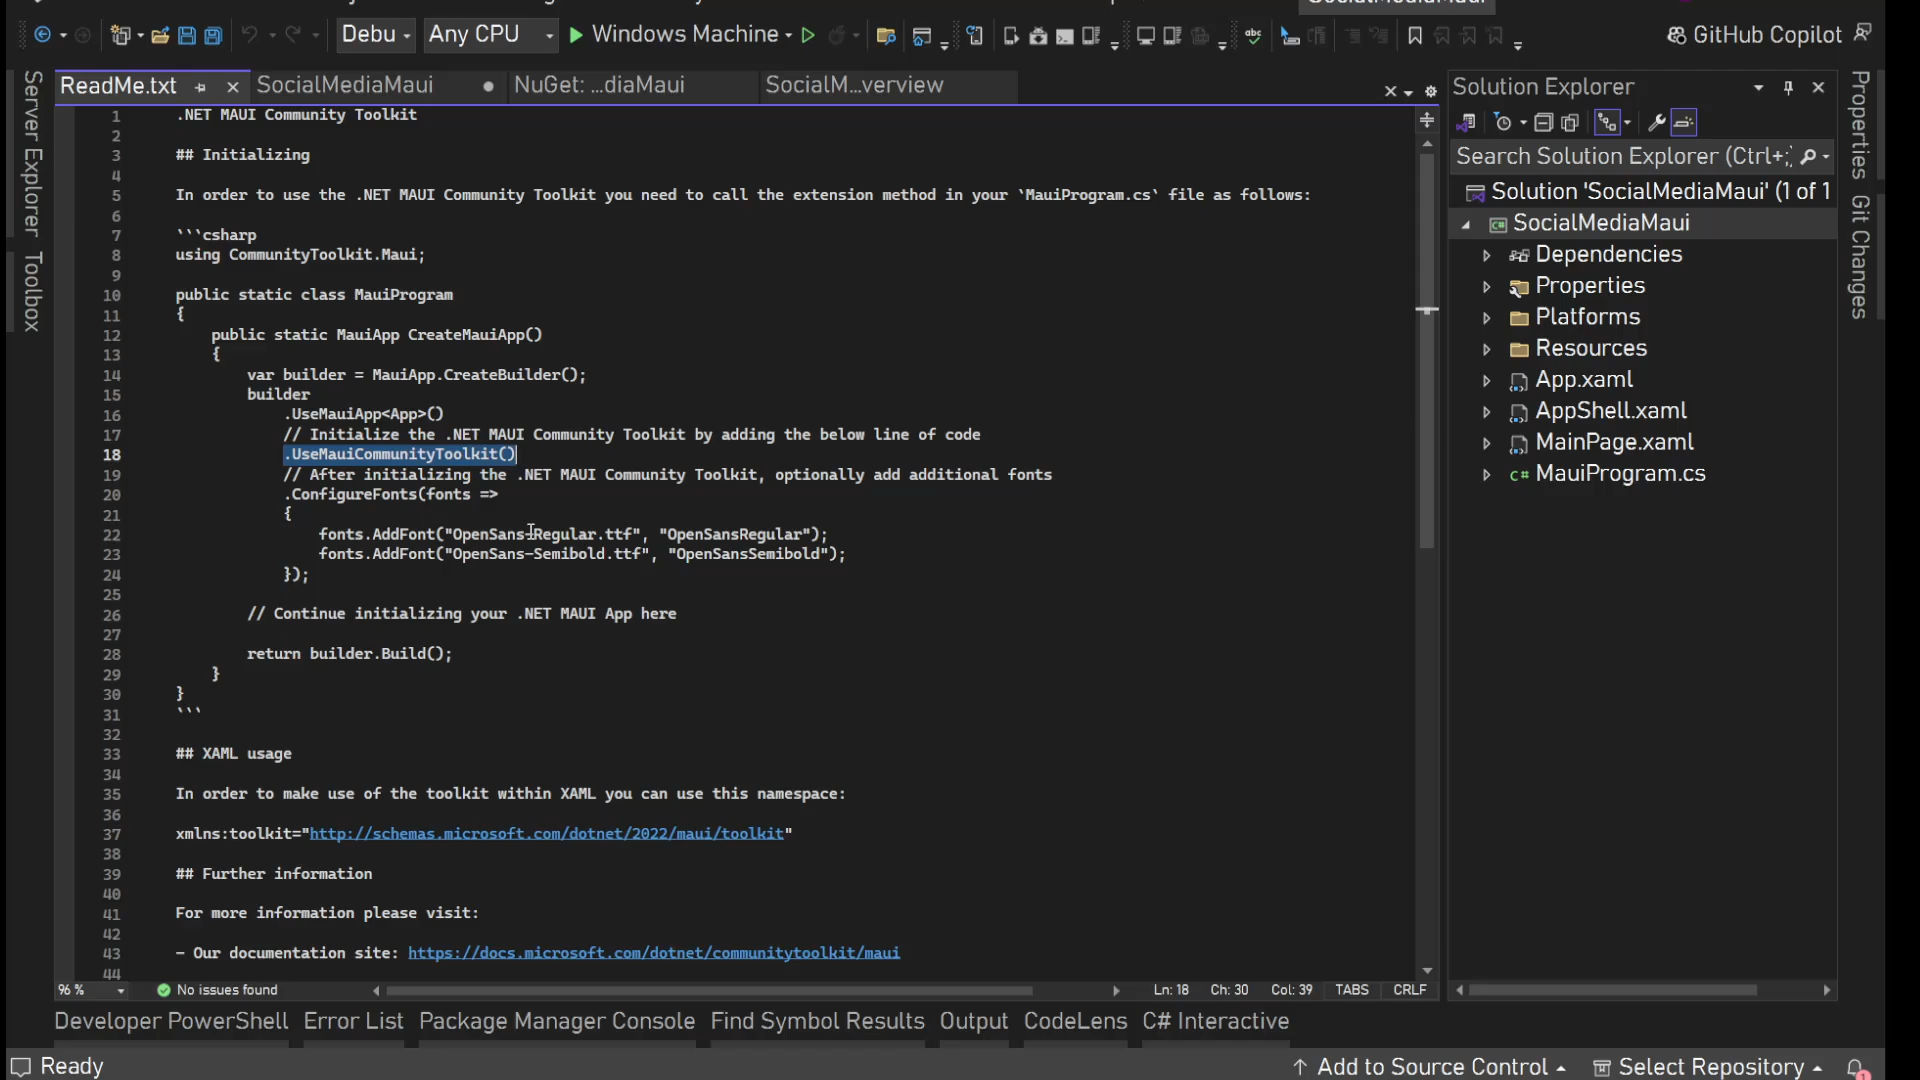 Debu
Any CPU
Windows Machine
GitHub Copilot
Server Explorer
Toolbox
ReadMe.txt
SocialMediaMaui
NuGet: ...diaMaui
SocialM...verview
1 .NET MAUI Community Toolkit
2
3 ## Initializing
4
5 In order to use the .NET MAUI Community Toolkit you need to call the extension method in your `MauiProgram.cs` file as follows:
6
7 ```csharp
8 using CommunityToolkit.Maui;
9
10 public static class MauiProgram
11 {
12 public static MauiApp CreateMauiApp()
13 {
14 var builder = MauiApp.CreateBuilder();
15 builder
16 .UseMauiApp<App>()
17 // Initialize the .NET MAUI Community Toolkit by adding the below line of code
18 .UseMauiCommunityToolkit()
19 // After initializing the .NET MAUI Community Toolkit, optionally add additional fonts
20 .ConfigureFonts(fonts =>
21 {
22 fonts.AddFont("OpenSans-Regular.ttf", "OpenSansRegular");
23 fonts.AddFont("OpenSans-Semibold.ttf", "OpenSansSemibold");
24 });
25
26 // Continue initializing your .NET MAUI App here
27
28 return builder.Build();
29 }
30 }
31 ```
32
33 ## XAML usage
34
35 In order to make use of the toolkit within XAML you can use this namespace:
36
37 xmlns:toolkit="http://schemas.microsoft.com/dotnet/2022/maui/toolkit"
38
39 ## Further information
40
41 For more information please visit:
42
43 - Our documentation site: https://docs.microsoft.com/dotnet/communitytoolkit/maui
44
96 %
No issues found
Ln: 18
Ch: 30
Col: 39
TABS
CRLF
Solution Explorer
Search Solution Explorer (Ctrl+;)
Solution 'SocialMediaMaui' (1 of 1
SocialMediaMaui
Dependencies
Properties
Platforms
Resources
App.xaml
AppShell.xaml
MainPage.xaml
C# MauiProgram.cs
Properties
Git Changes
Developer PowerShell
Error List
Package Manager Console
Find Symbol Results
Output
CodeLens
C# Interactive
Ready
Add to Source Control
Select Repository
1